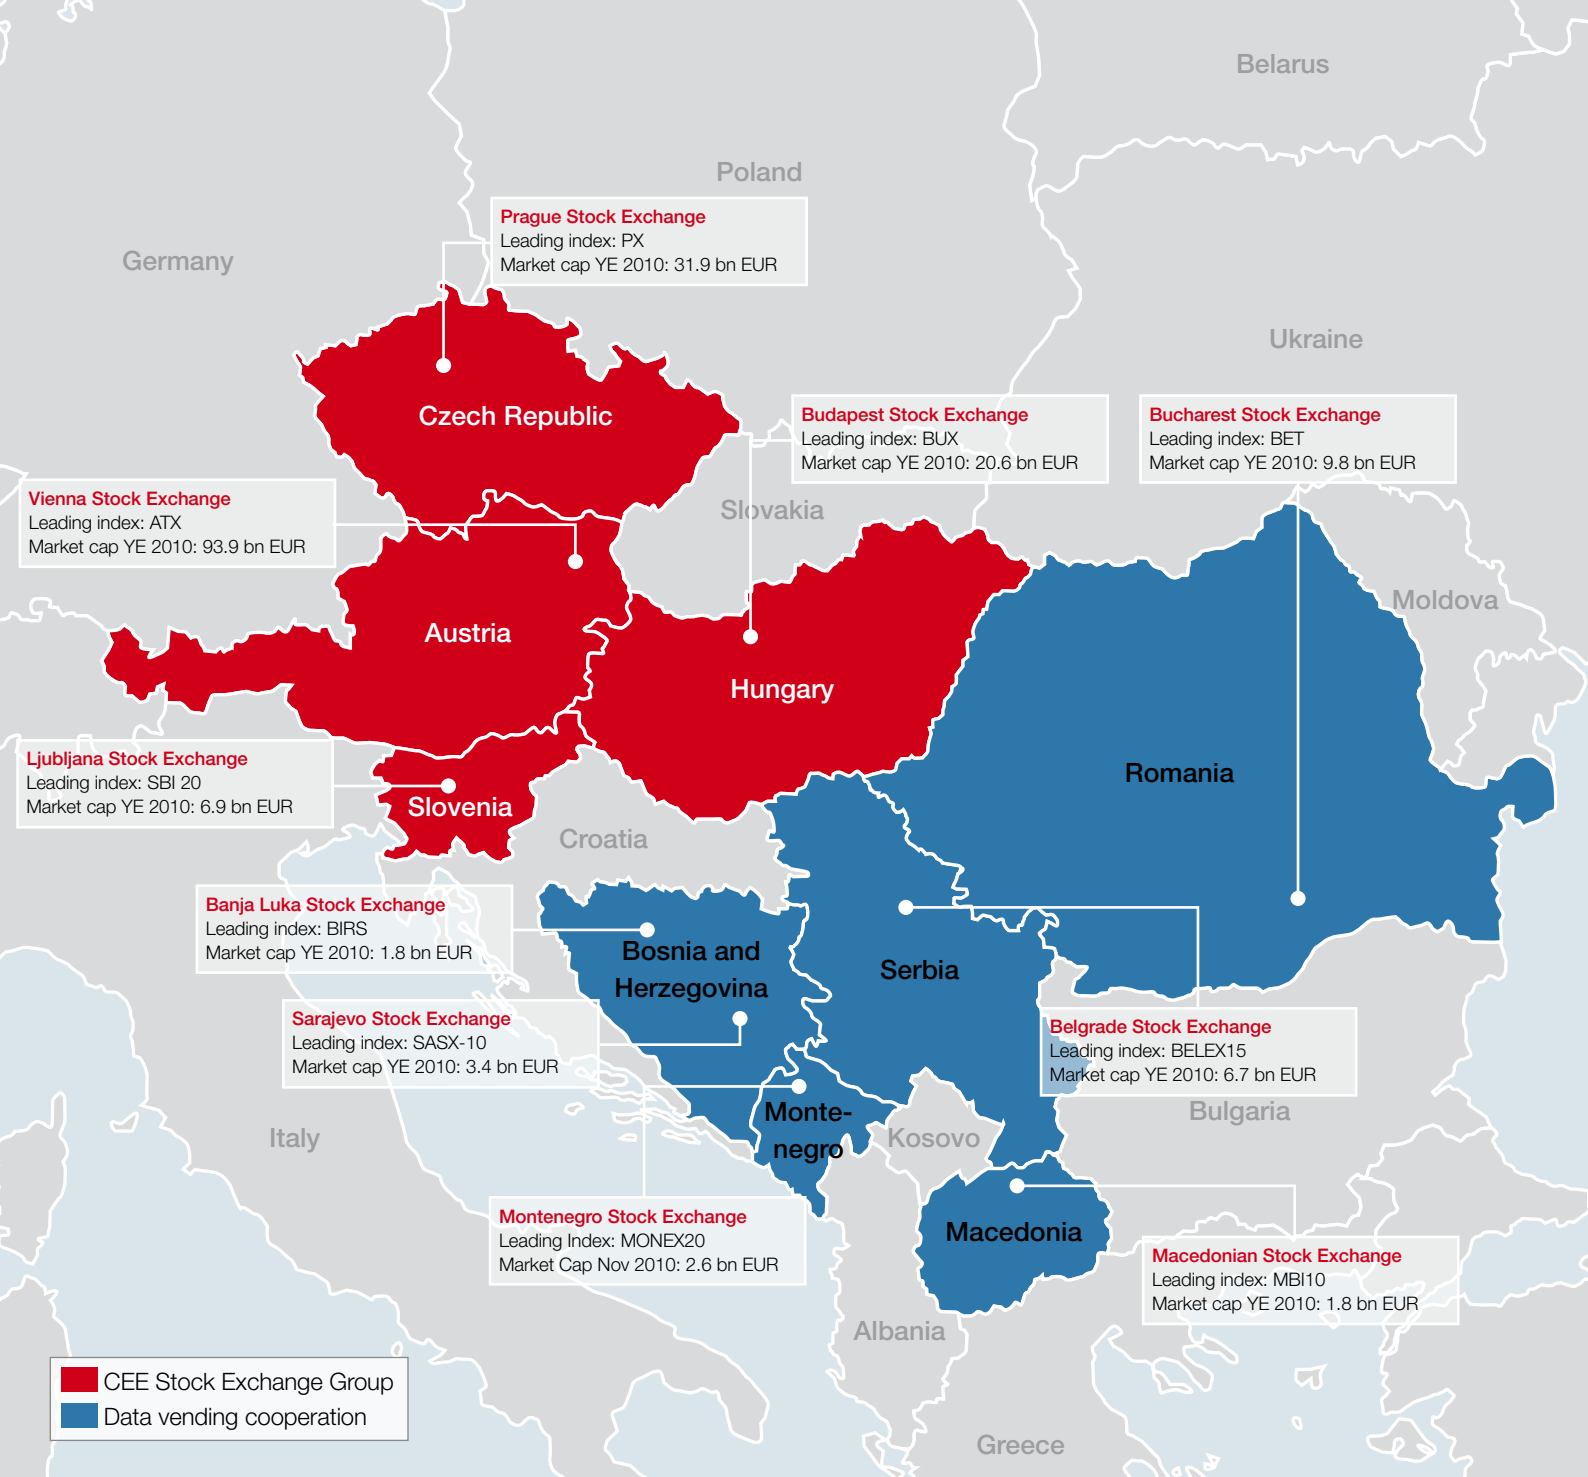 Belarus
Poland
Prague Stock Exchange
Leading index: PX
Market cap YE 2010: 31.9 bn EUR
Germany
Ukraine
Czech Republic
Budapest Stock Exchange
Leading index: BUX
Market cap YE 2010: 20.6 bn EUR
Bucharest Stock Exchange
Leading index: BET
Market cap YE 2010: 9.8 bn EUR
Vienna Stock Exchange
Leading index: ATX
Market cap YE 2010: 93.9 bn EUR
Slovakia
Moldova
Austria
Hungary
Ljubljana Stock Exchange
Leading index: SBI 20
Market cap YE 2010: 6.9 bn EUR
Romania
Slovenia
Croatia
Banja Luka Stock Exchange
Leading index: BIRS
Market cap YE 2010: 1.8 bn EUR
Bosnia and
Herzegovina
Serbia
Sarajevo Stock Exchange
Leading index: SASX-10
Market cap YE 2010: 3.4 bn EUR
Belgrade Stock Exchange
Leading index: BELEX15
Market cap YE 2010: 6.7 bn EUR
Bulgaria
Monte-
negro
Italy
Kosovo
Montenegro Stock Exchange
Leading Index: MONEX20
Market Cap Nov 2010: 2.6 bn EUR
Macedonia
Macedonian Stock Exchange
Leading index: MBI10
Market cap YE 2010: 1.8 bn EUR
Albania
CEE Stock Exchange Group
Data vending cooperation
Greece